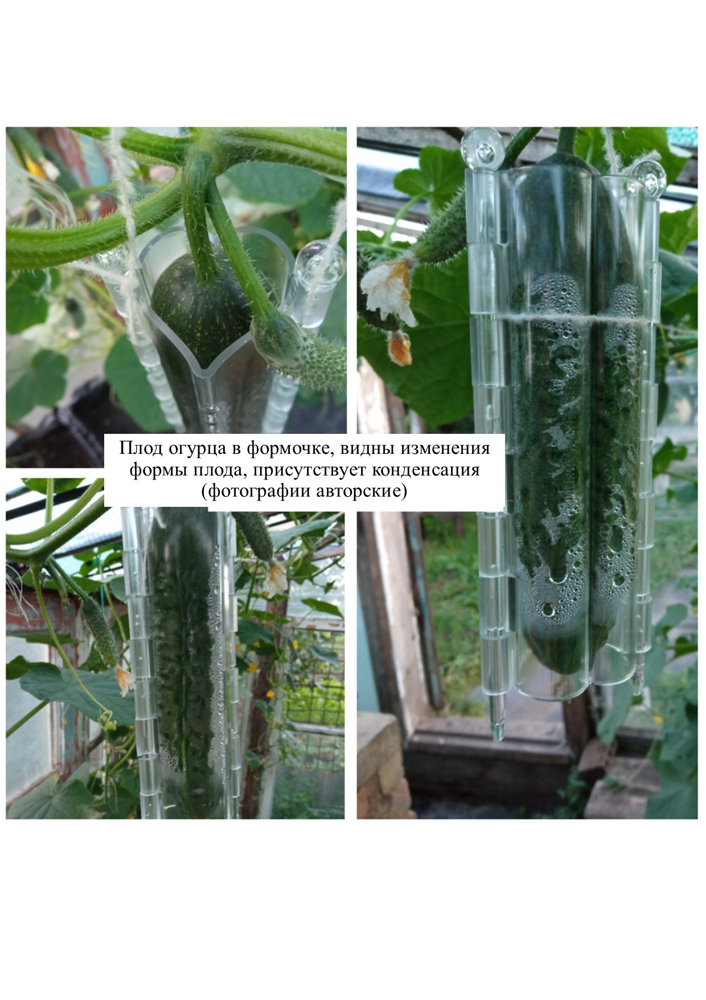 Плод огурца в формочке, видны изменения
формы плода, присутствует конденсация
(фотографии авторские)